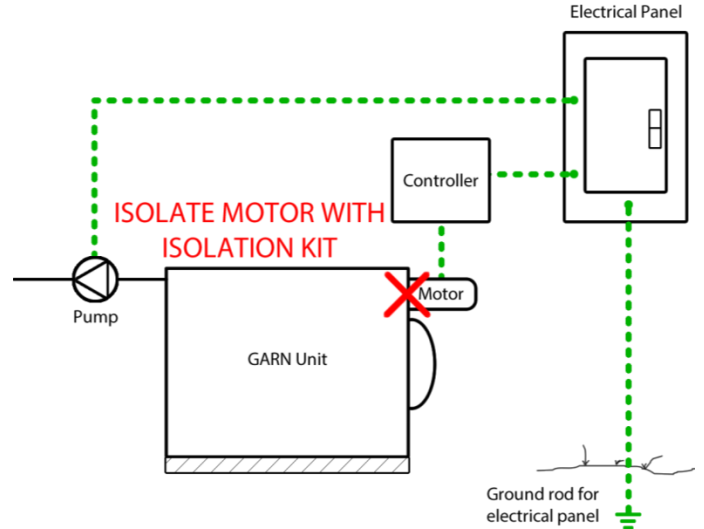 Electrical Panel
Controller
ISOLATE MOTOR WITH
ISOLATION KIT
Motor
Pump
GARN Unit
Ground rod for
electrical panel